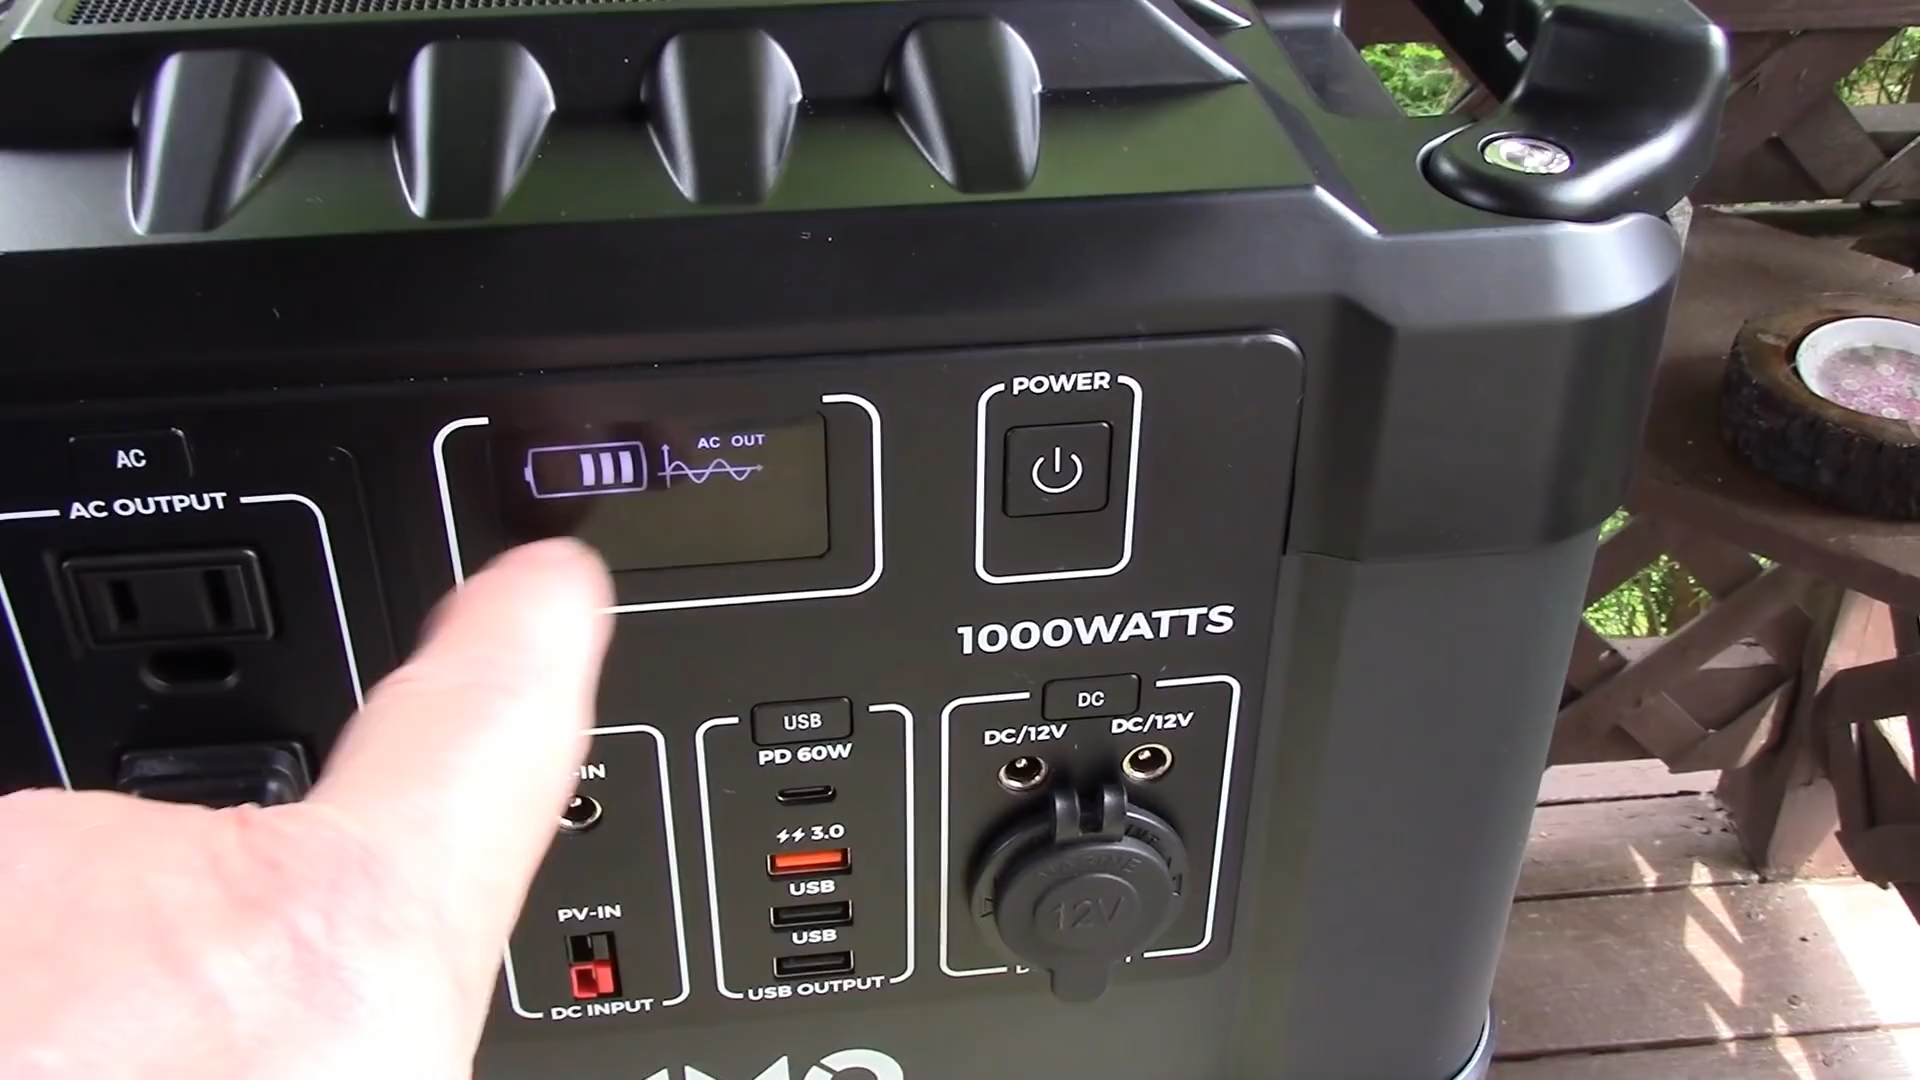 AC
AC OUTPUT
AC OUT
POWER
1000WATTS
USB
PD 60W
3.0
USB
USB
USB OUTPUT
-IN
PV-IN
DC INPUT
DC
DC/12V
DC/12V
12V